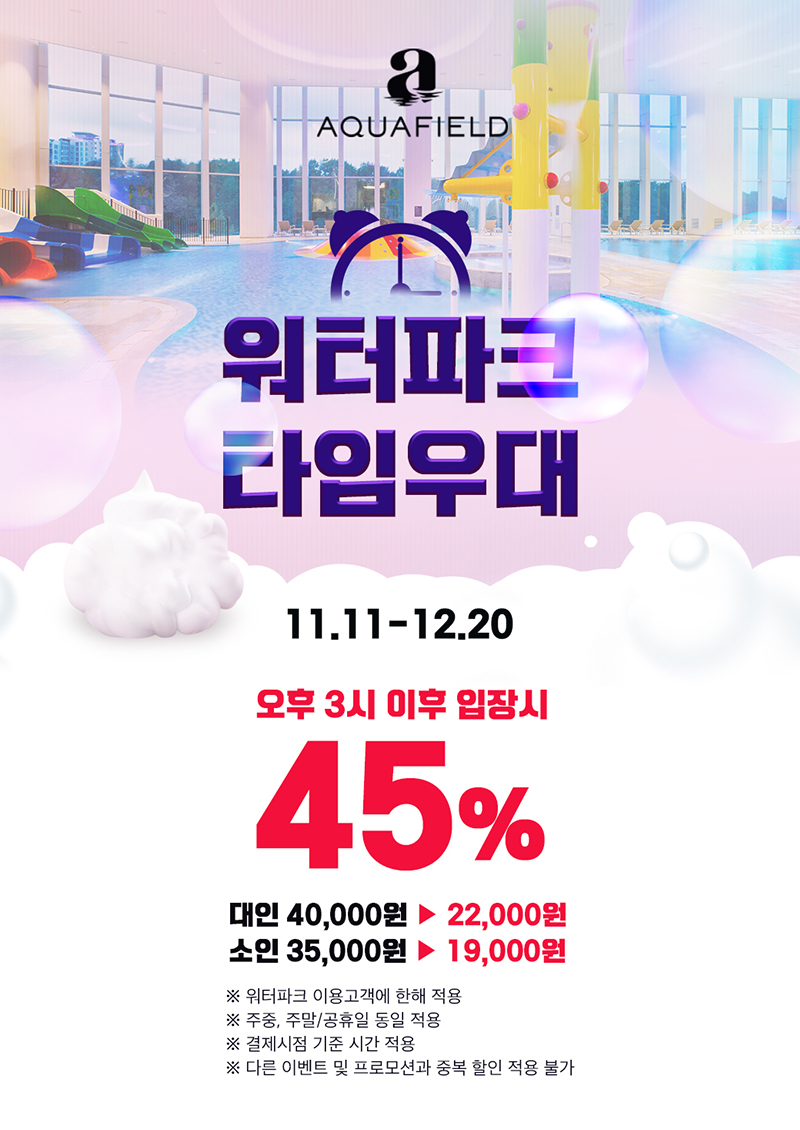 a
AQUAFIELD
워터파크
타임우대
11.11-12.20
오후 3시 이후 입장시
45%
대인 40,000원 ▶ 22,000원
소인 35,000원 ▶ 19,000원
※ 워터파크 이용고객에 한해 적용
※ 주중, 주말/공휴일 동일 적용
※ 결제시점 기준 시간 적용
※ 다른 이벤트 및 프로모션과 중복 할인 적용 불가